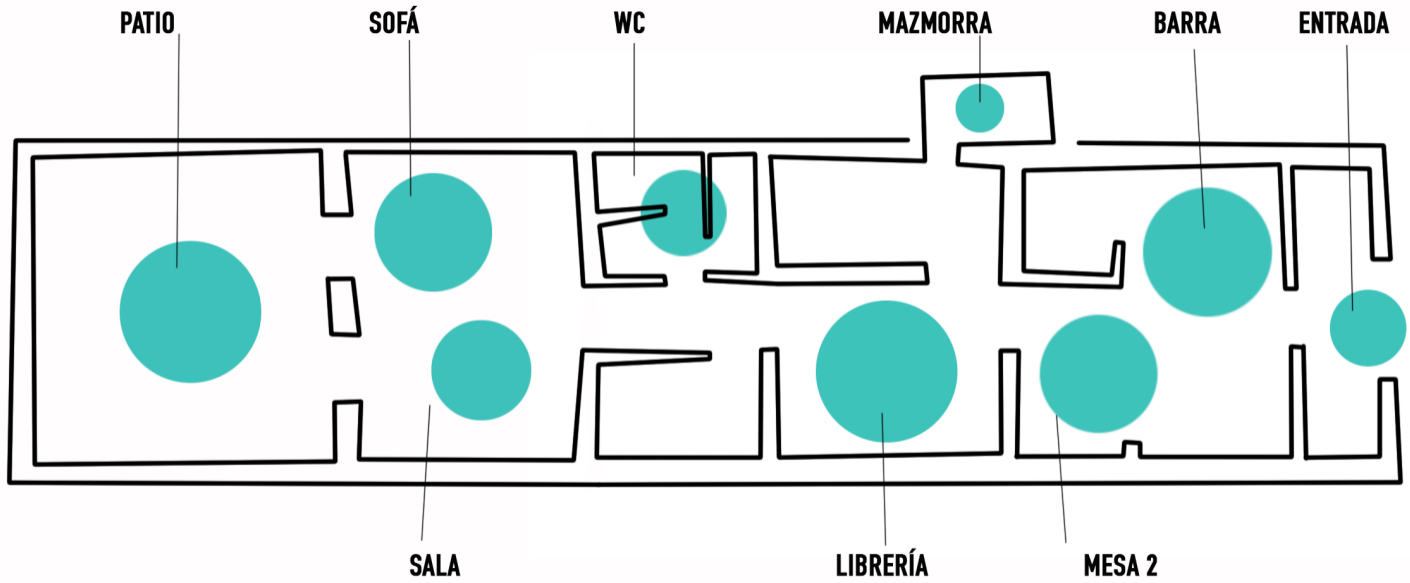 PATIO
SOFÁ
WC
MAZMORRA
BARRA
ENTRADA
SALA
LIBRERÍA
MESA 2